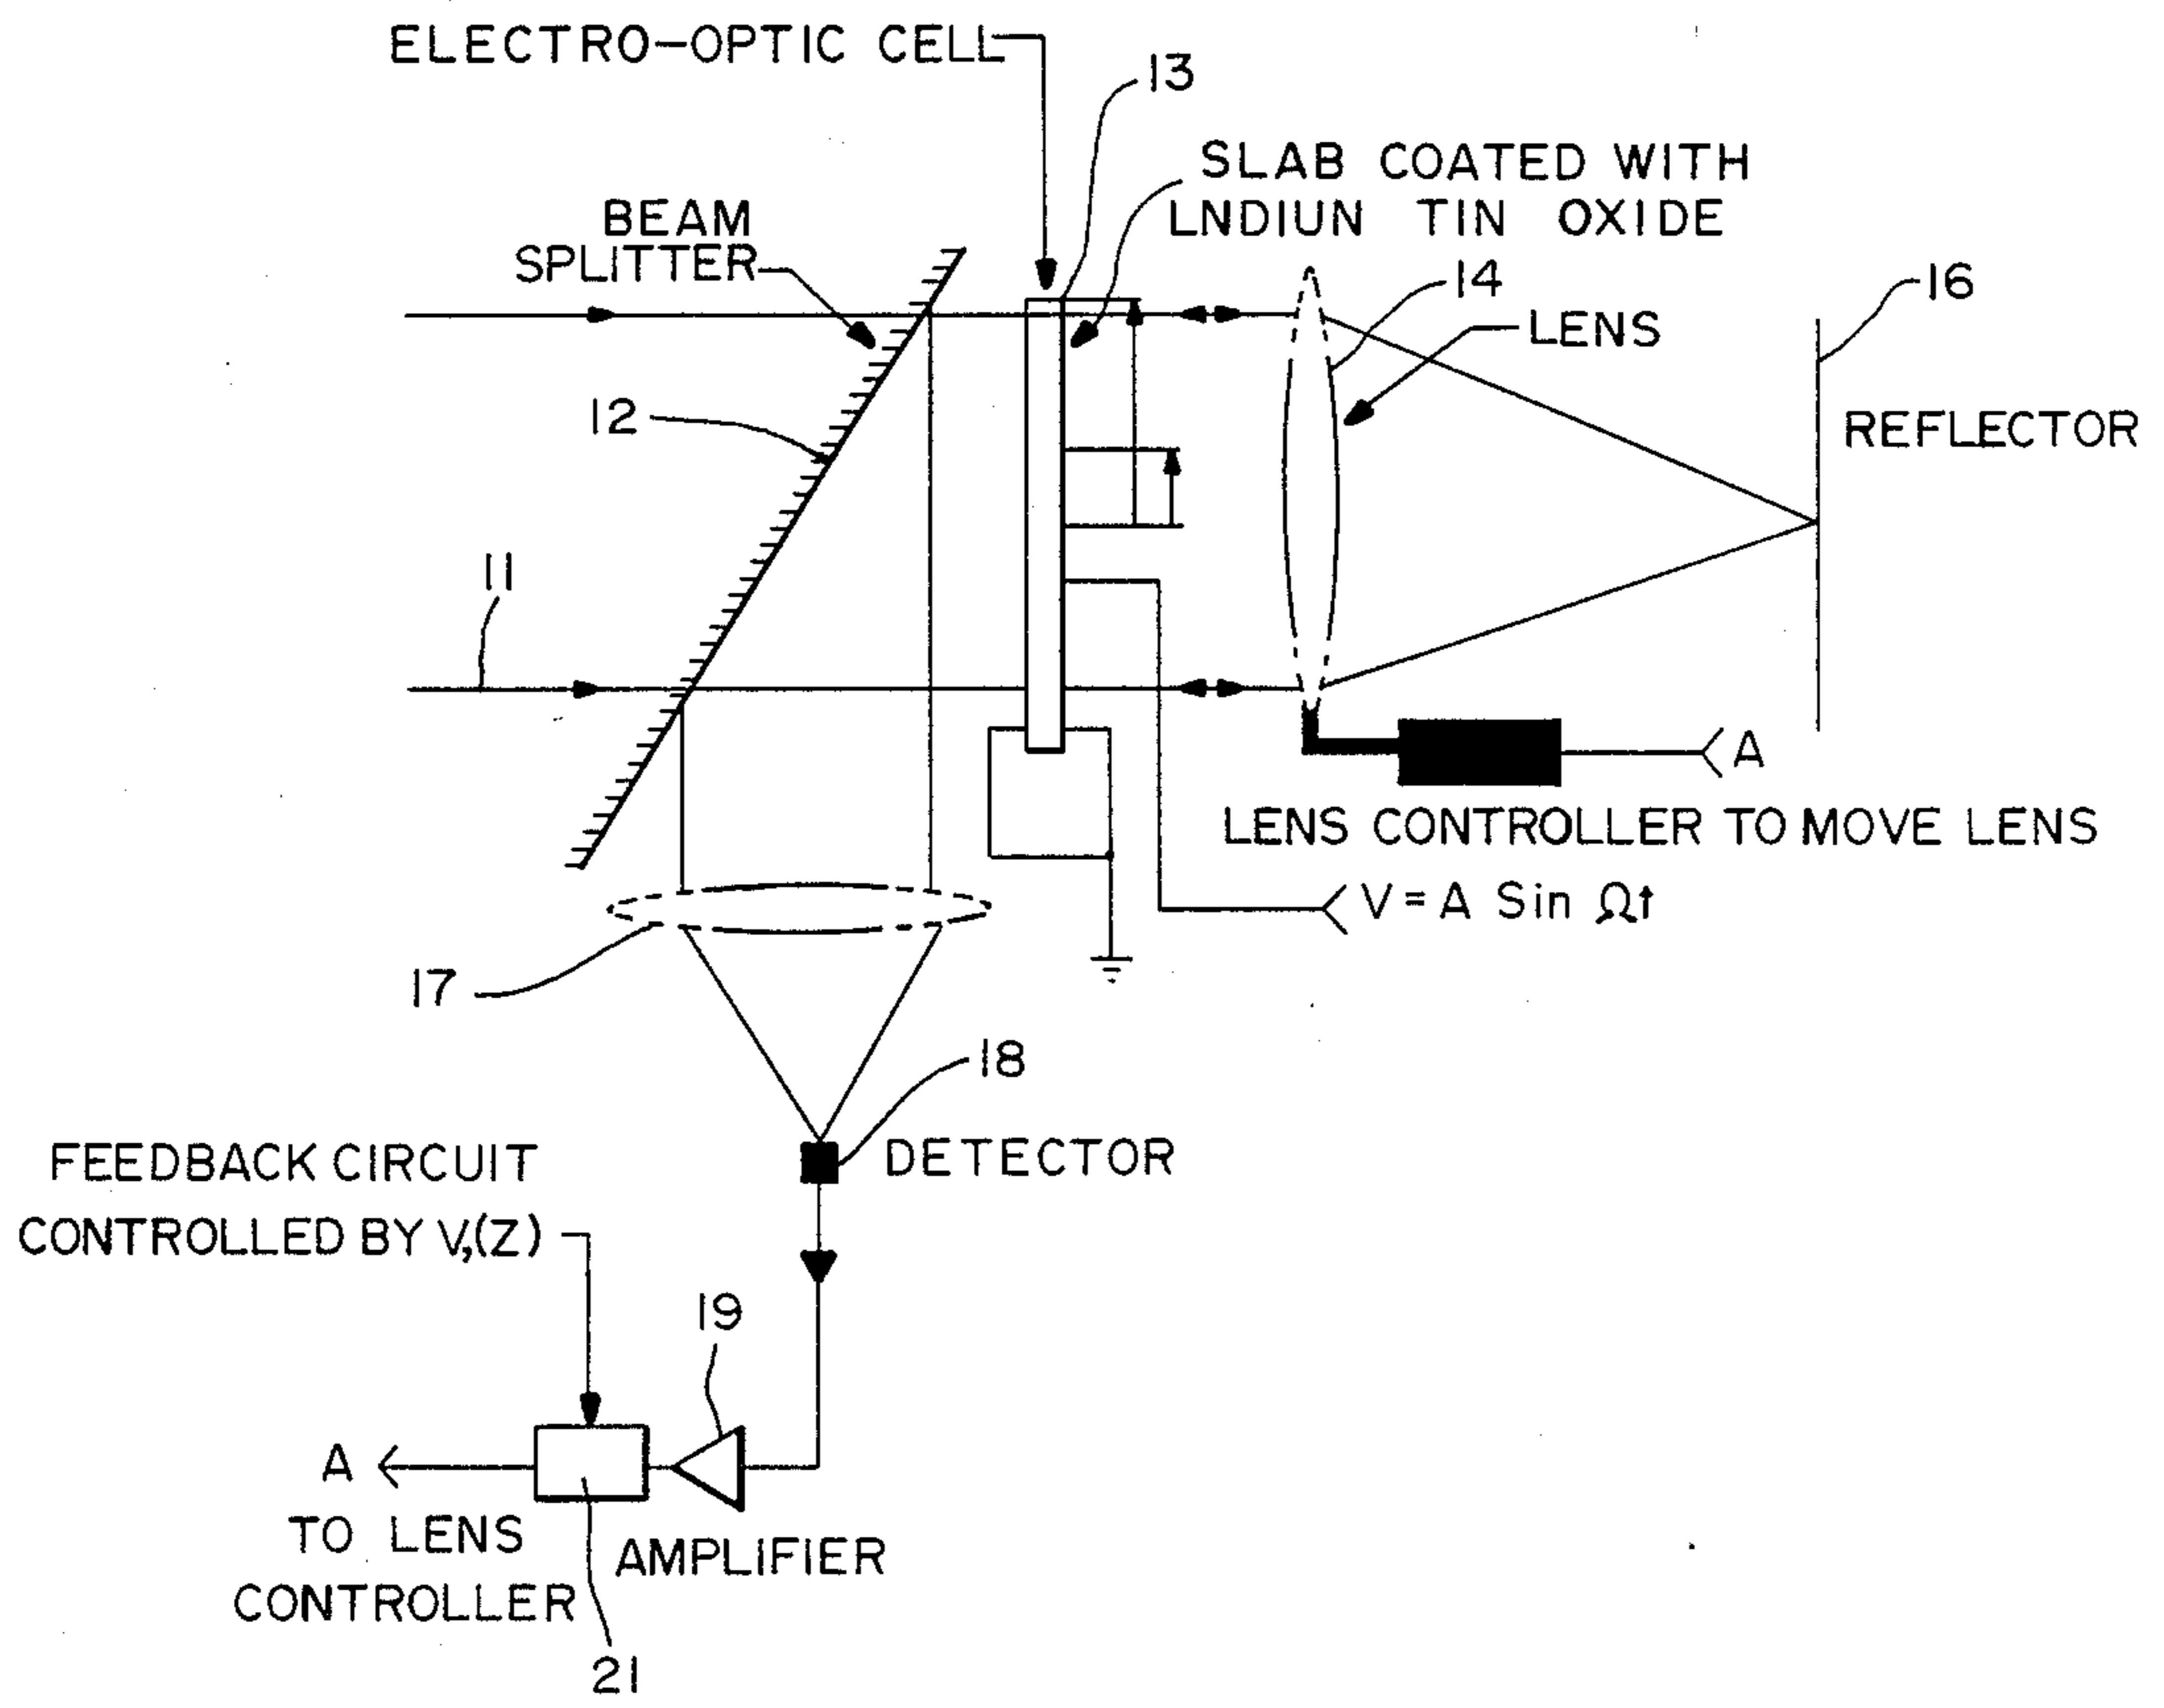 ELECTRO-OPTIC CELL
13
SLAB COATED WITH
LNDIUN TIN OXIDE
BEAM
SPLITTER
14
16
LENS
12
REFLECTOR
11
A
LENS CONTROLLER TO MOVE LENS
V = A Sin Ωt
17
18
DETECTOR
FEEDBACK CIRCUIT
CONTROLLED BY V,(Z)
19
A
TO LENS
CONTROLLER
AMPLIFIER
21